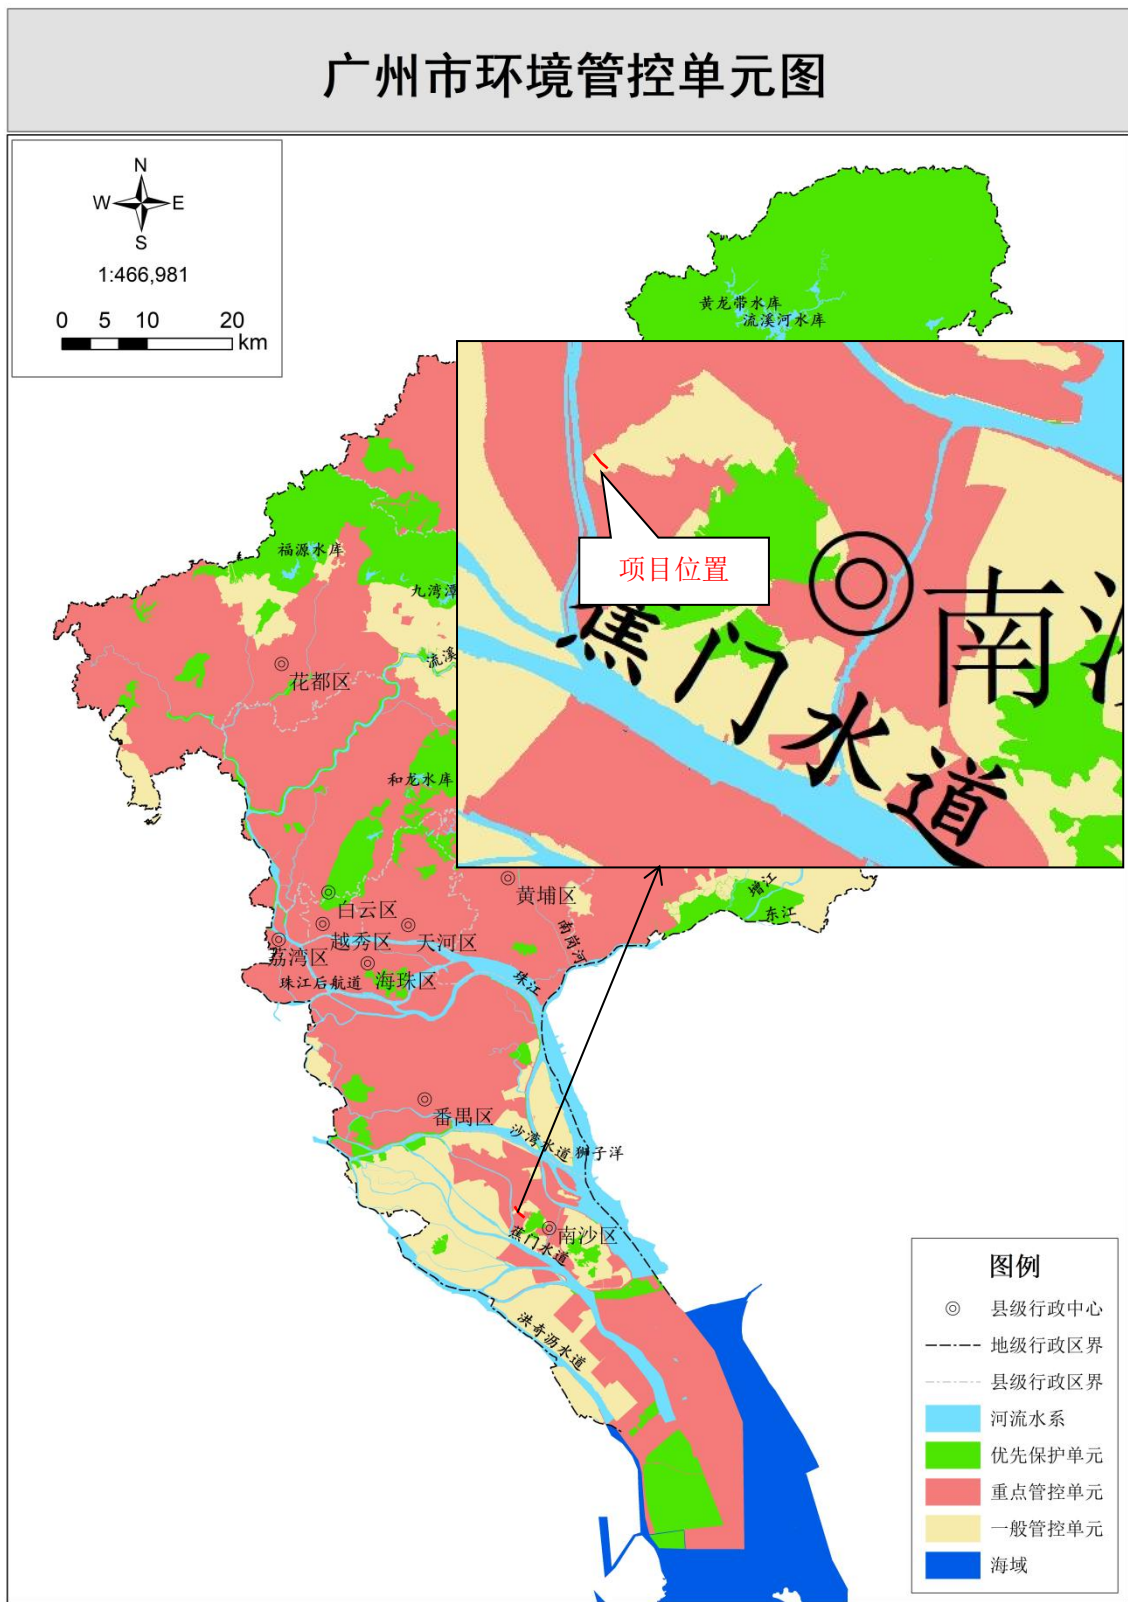 广州市环境管控单元图
N
W E
S
1:466,981
0 5 10 20
km
黄龙带水库
流溪河水库
福源水库
九湾潭
流溪
花都区
和龙水库
项目位置
南
蕉门水道
白云区
黄埔区
增江
东江
越秀区
天河区
南岗河
荔湾区
海珠区
珠江后航道
珠江
番禺区
沙湾水道
狮子洋
南沙区
蕉门水道
洪奇沥水道
图例
县级行政中心
地级行政区界
县级行政区界
河流水系
优先保护单元
重点管控单元
一般管控单元
海域